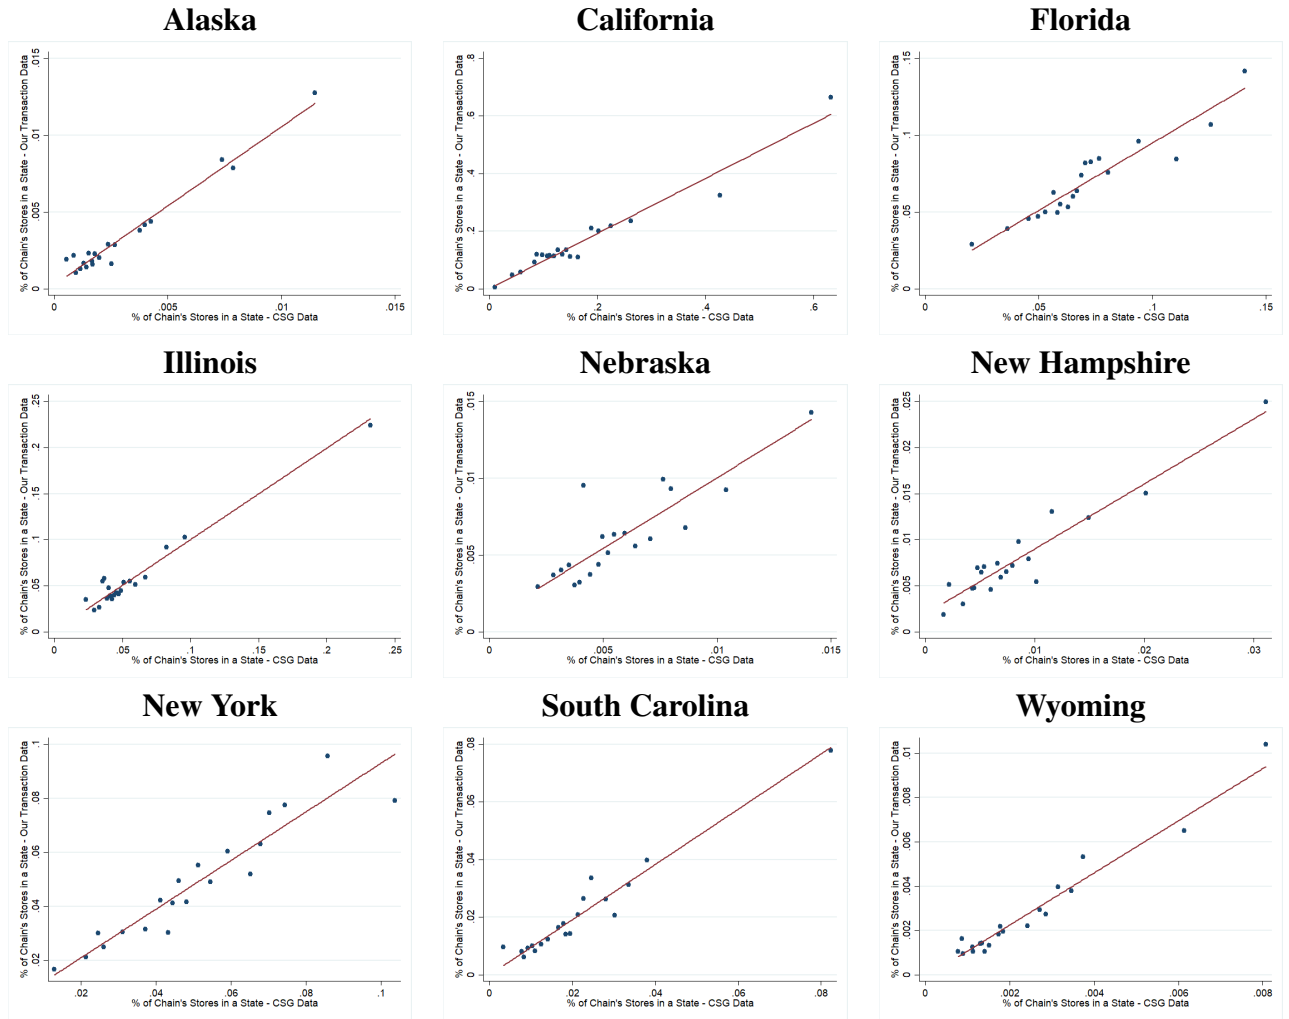 Alaska
California
Florida
% of Chain's Stores in a State - Our Transaction Data
0 .005 .01 .015
0 .005 .01 .015
% of Chain's Stores in a State - CSG Data
% of Chain's Stores in a State - Our Transaction Data
0 .2 .4 .6 .8
0 .2 .4 .6
% of Chain's Stores in a State - CSG Data
% of Chain's Stores in a State - Our Transaction Data
0 .05 .1 .15
0 .05 .1 .15
% of Chain's Stores in a State - CSG Data
Illinois
Nebraska
New Hampshire
% of Chain's Stores in a State - Our Transaction Data
0 .05 .1 .15 .2 .25
0 .05 .1 .15 .2 .25
% of Chain's Stores in a State - CSG Data
% of Chain's Stores in a State - Our Transaction Data
0 .005 .01 .015
0 .005 .01 .015
% of Chain's Stores in a State - CSG Data
% of Chain's Stores in a State - Our Transaction Data
0 .005 .01 .015 .02 .025
0 .01 .02 .03
% of Chain's Stores in a State - CSG Data
New York
South Carolina
Wyoming
% of Chain's Stores in a State - Our Transaction Data
.02 .04 .06 .08 .1
.02 .04 .06 .08 .1
% of Chain's Stores in a State - CSG Data
% of Chain's Stores in a State - Our Transaction Data
0 .02 .04 .06 .08
0 .02 .04 .06 .08
% of Chain's Stores in a State - CSG Data
% of Chain's Stores in a State - Our Transaction Data
0 .002 .004 .006 .008 .01
0 .002 .004 .006 .008
% of Chain's Stores in a State - CSG Data